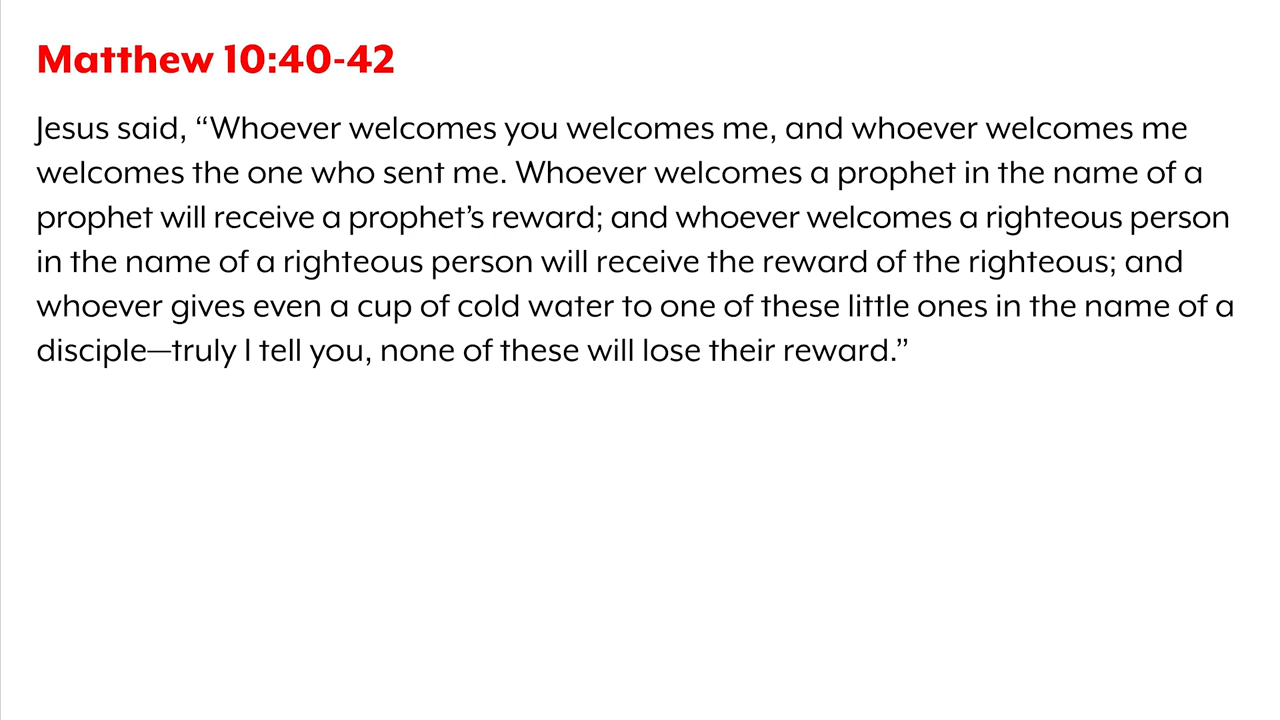 Matthew 10:40-42
Jesus said, “Whoever welcomes you welcomes me, and whoever welcomes me
welcomes the one who sent me. Whoever welcomes a prophet in the name of a
prophet will receive a prophet’s reward; and whoever welcomes a righteous person
in the name of a righteous person will receive the reward of the righteous; and
whoever gives even a cup of cold water to one of these little ones in the name of a
disciple—truly I tell you, none of these will lose their reward.”